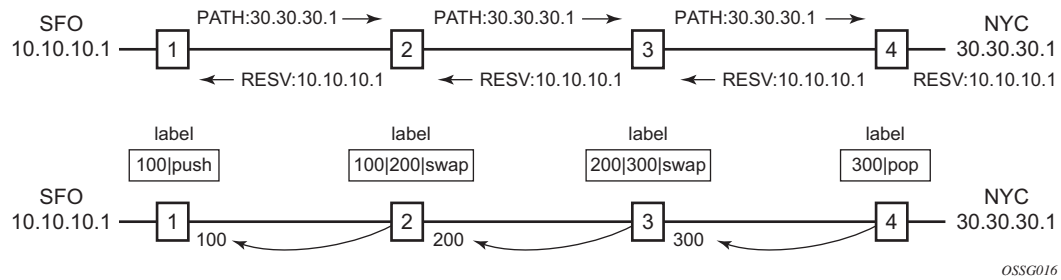 SFO
10.10.10.1
1
PATH:30.30.30.1
2
PATH:30.30.30.1
3
PATH:30.30.30.1
4
NYC
30.30.30.1
RESV:10.10.10.1
RESV:10.10.10.1
RESV:10.10.10.1
RESV:10.10.10.1
label
100|push
label
100|200|swap
label
200|300|swap
label
300|pop
SFO
10.10.10.1
1
2
3
4
NYC
30.30.30.1
100
200
300
OSSG016